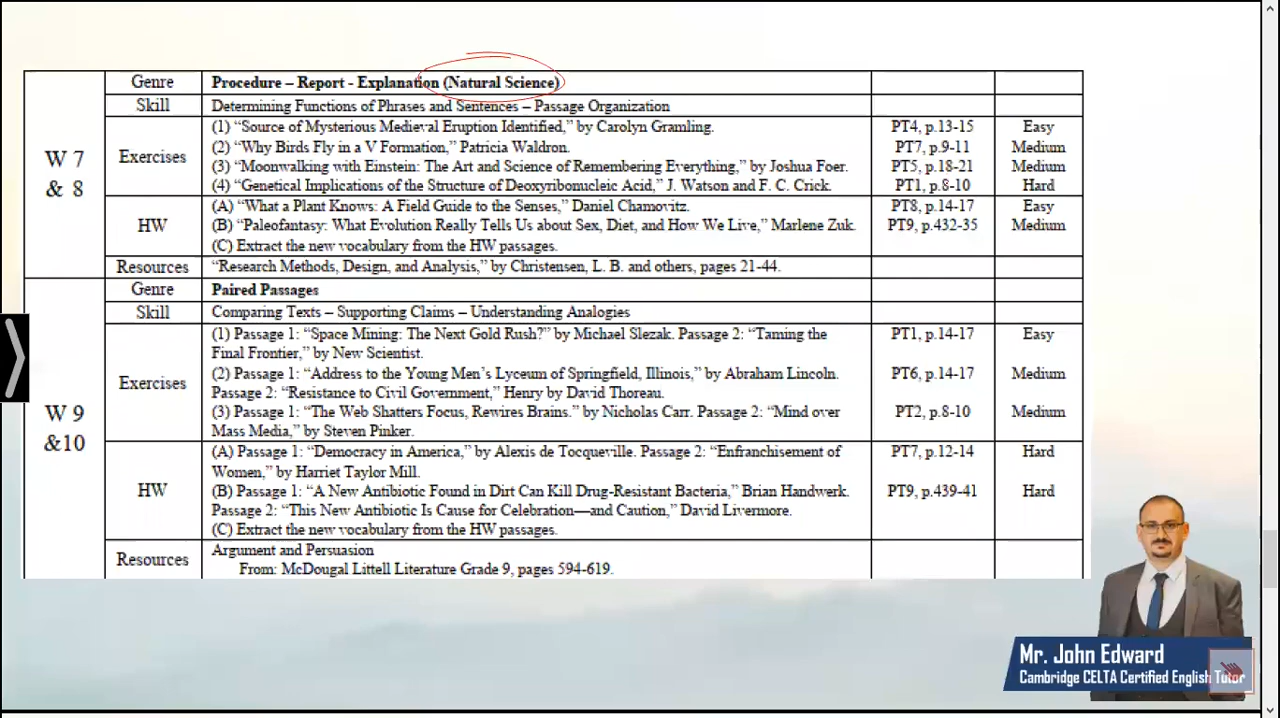 Genre Procedure – Report - Explanation (Natural Science)
Skill Determining Functions of Phrases and Sentences – Passage Organization
W 7
& 8
Exercises
(1) “Source of Mysterious Medieval Eruption Identified,” by Carolyn Gramling. PT4, p.13-15 Easy
(2) “Why Birds Fly in a V Formation,” Patricia Waldron. PT7, p.9-11 Medium
(3) “Moonwalking with Einstein: The Art and Science of Remembering Everything,” by Joshua Foer. PT5, p.18-21 Medium
(4) “Genetical Implications of the Structure of Deoxyribonucleic Acid,” J. Watson and F. C. Crick. PT1, p.8-10 Hard
HW
(A) “What a Plant Knows: A Field Guide to the Senses,” Daniel Chamovitz. PT8, p.14-17 Easy
(B) “Paleofantasy: What Evolution Really Tells Us about Sex, Diet, and How We Live,” Marlene Zuk. PT9, p.432-35 Medium
(C) Extract the new vocabulary from the HW passages.
Resources “Research Methods, Design, and Analysis,” by Christensen, L. B. and others, pages 21-44.
Genre Paired Passages
Skill Comparing Texts – Supporting Claims – Understanding Analogies
W 9
&10
Exercises
(1) Passage 1: “Space Mining: The Next Gold Rush?” by Michael Slezak. Passage 2: “Taming the PT1, p.14-17 Easy
Final Frontier,” by New Scientist.
(2) Passage 1: “Address to the Young Men’s Lyceum of Springfield, Illinois,” by Abraham Lincoln. PT6, p.14-17 Medium
Passage 2: “Resistance to Civil Government,” Henry by David Thoreau.
(3) Passage 1: “The Web Shatters Focus, Rewires Brains.” by Nicholas Carr. Passage 2: “Mind over PT2, p.8-10 Medium
Mass Media,” by Steven Pinker.
HW
(A) Passage 1: “Democracy in America,” by Alexis de Tocqueville. Passage 2: “Enfranchisement of PT7, p.12-14 Hard
Women,” by Harriet Taylor Mill.
(B) Passage 1: “A New Antibiotic Found in Dirt Can Kill Drug-Resistant Bacteria,” Brian Handwerk. PT9, p.439-41 Hard
Passage 2: “This New Antibiotic Is Cause for Celebration—and Caution,” David Livermore.
(C) Extract the new vocabulary from the HW passages.
Resources
Argument and Persuasion
From: McDougal Littell Literature Grade 9, pages 594-619.
Mr. John Edward
Cambridge CELTA Certified English Tutor